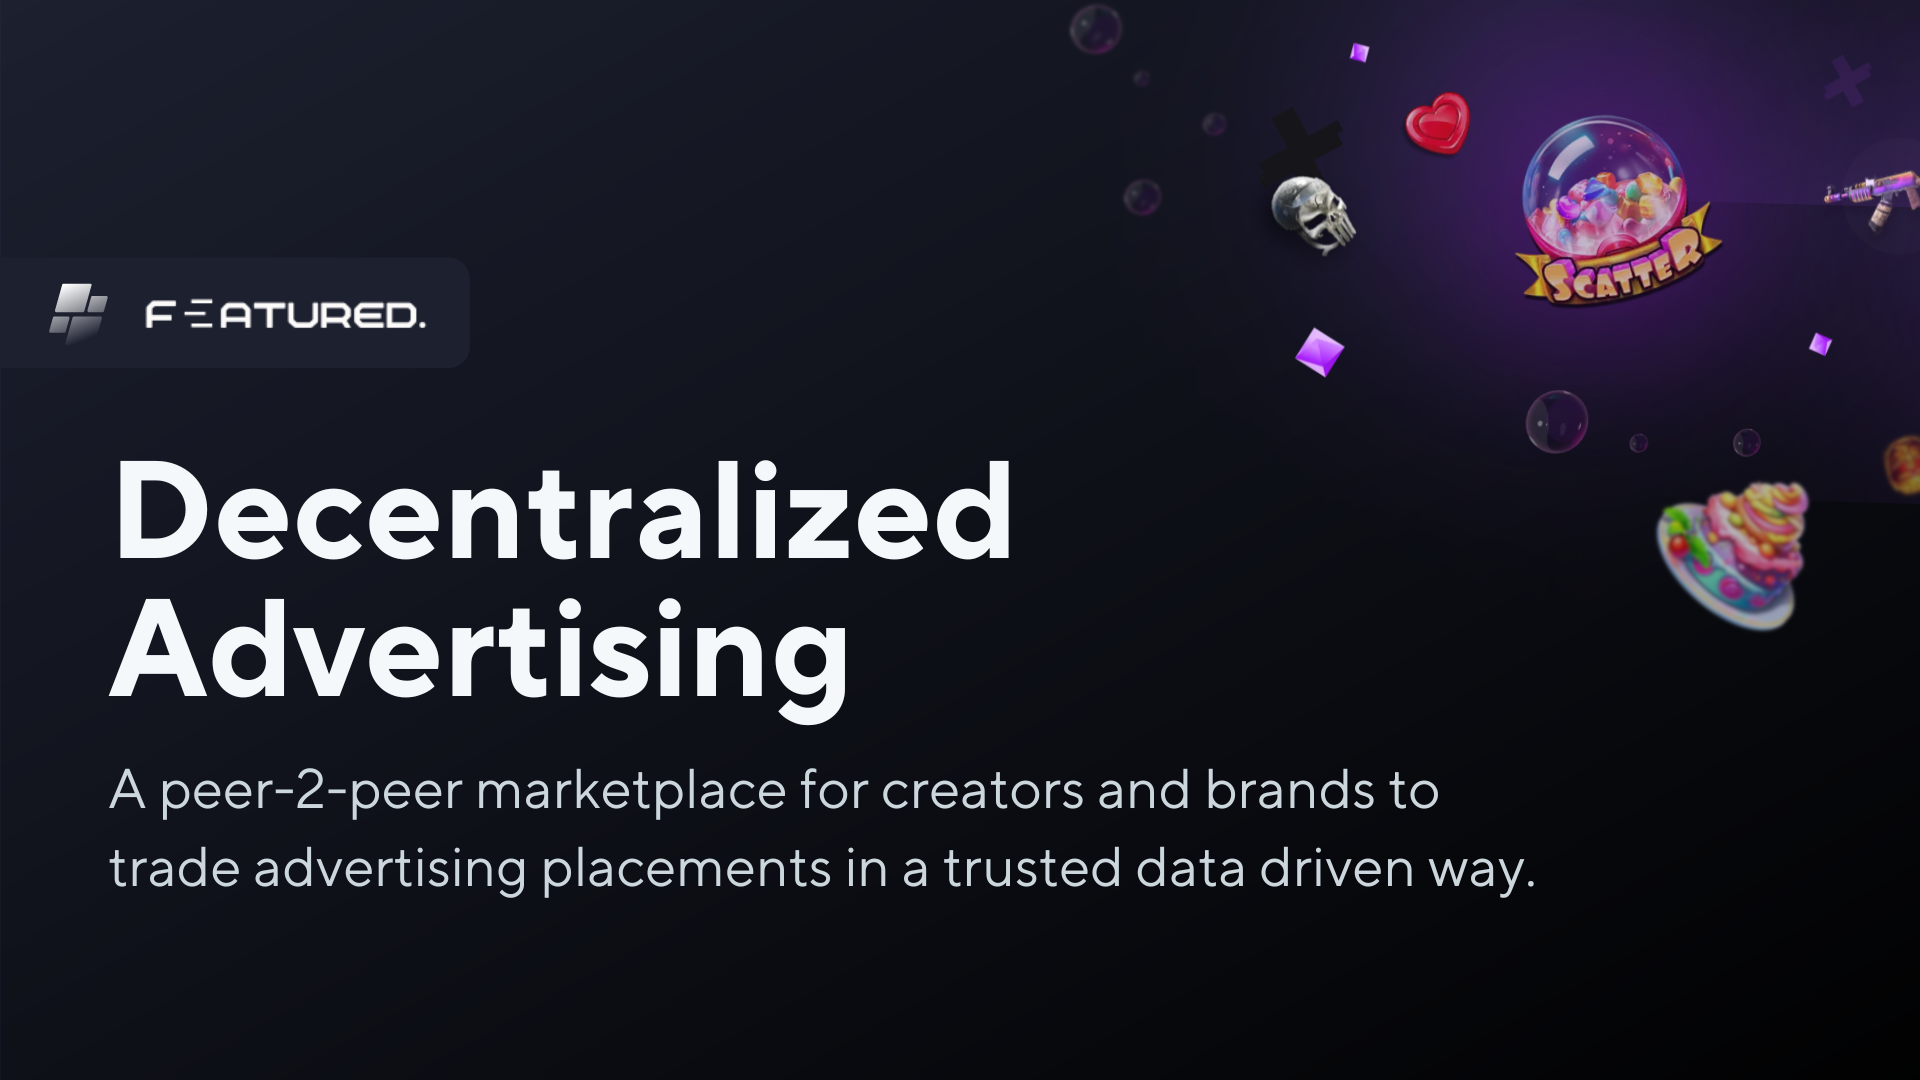 FEATURED.
SCATTER
Decentralized
Advertising
A peer-2-peer marketplace for creators and brands to
trade advertising placements in a trusted data driven way.